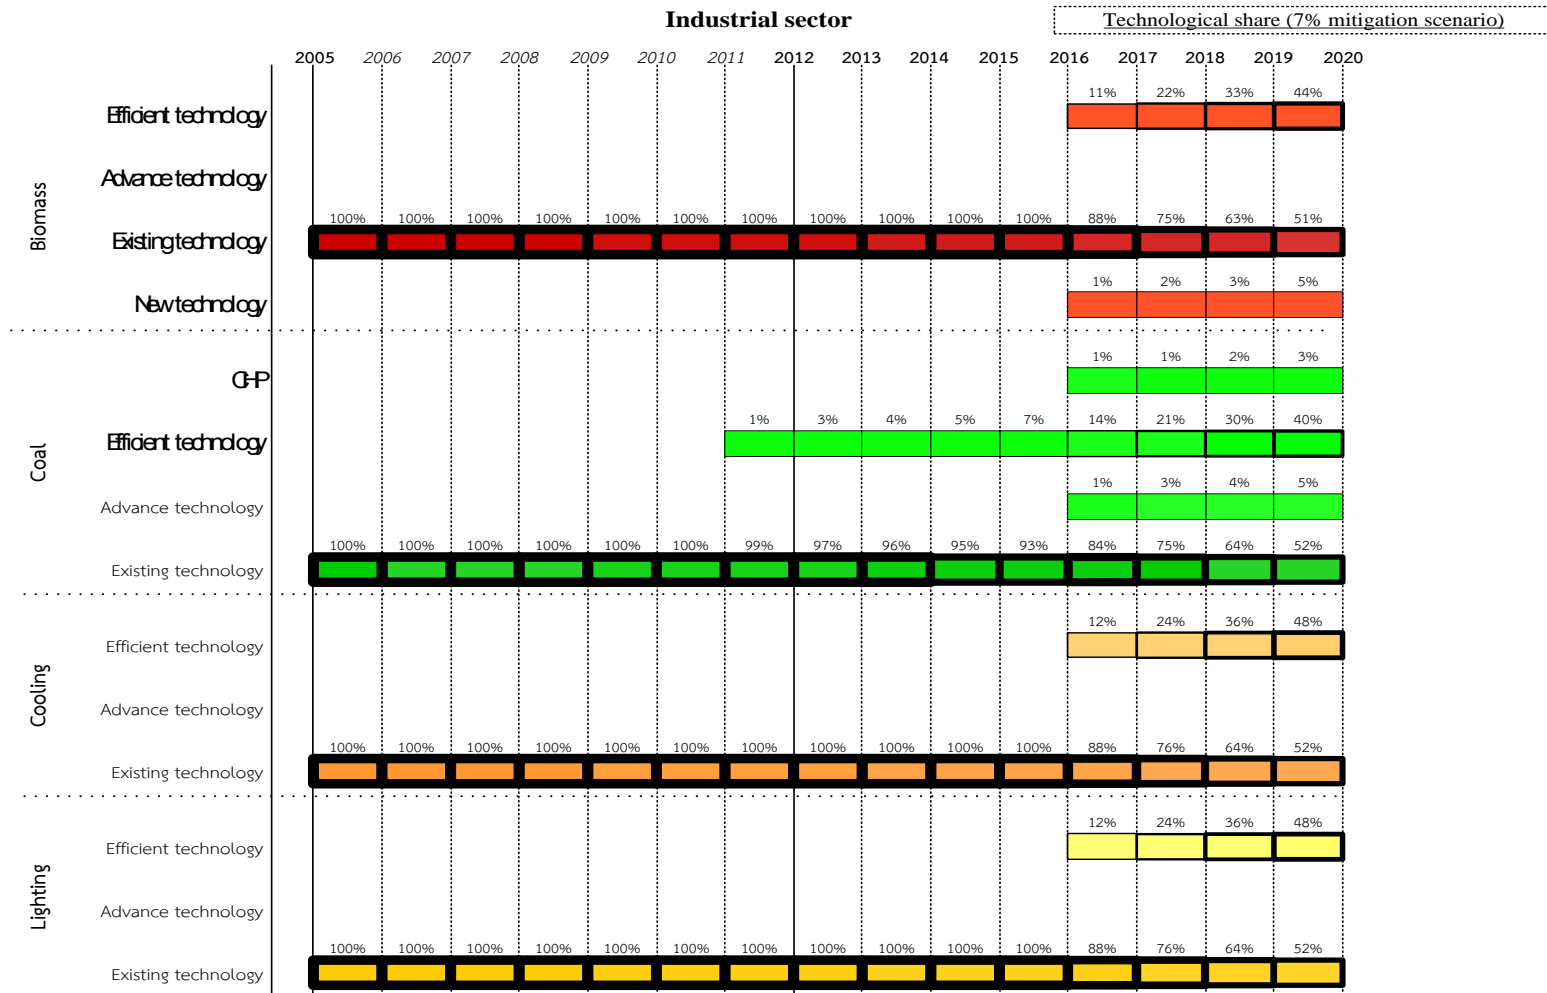 Industrial sector
Technological share (7% mitigation scenario)
2005 2006 2007 2008 2009 2010 2011 2012 2013 2014 2015 2016 2017 2018 2019 2020
Biomass
11% 22% 33% 44%
Efficient technology
Advance technology
100% 100% 100% 100% 100% 100% 100% 100% 100% 100% 100% 88% 75% 63% 51%
Existing technology
1% 2% 3% 5%
New technology
Coal
1% 1% 2% 3%
CHP
1% 3% 4% 5% 7% 14% 21% 30% 40%
Efficient technology
1% 3% 4% 5%
Advance technology
100% 100% 100% 100% 100% 100% 99% 97% 96% 95% 93% 84% 75% 64% 52%
Existing technology
Cooling
12% 24% 36% 48%
Efficient technology
Advance technology
100% 100% 100% 100% 100% 100% 100% 100% 100% 100% 100% 88% 76% 64% 52%
Existing technology
Lighting
12% 24% 36% 48%
Efficient technology
Advance technology
100% 100% 100% 100% 100% 100% 100% 100% 100% 100% 100% 88% 76% 64% 52%
Existing technology